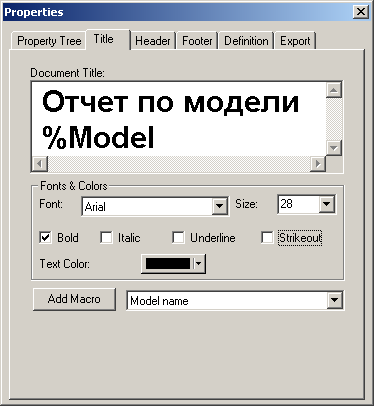 Properties
Property Tree Title Header Footer Definition Export
Document Title:
Отчет по модели
%Model
Fonts & Colors
Font: Arial Size: 28
Bold Italic Underline Strikeout
Text Color:
Add Macro Model name